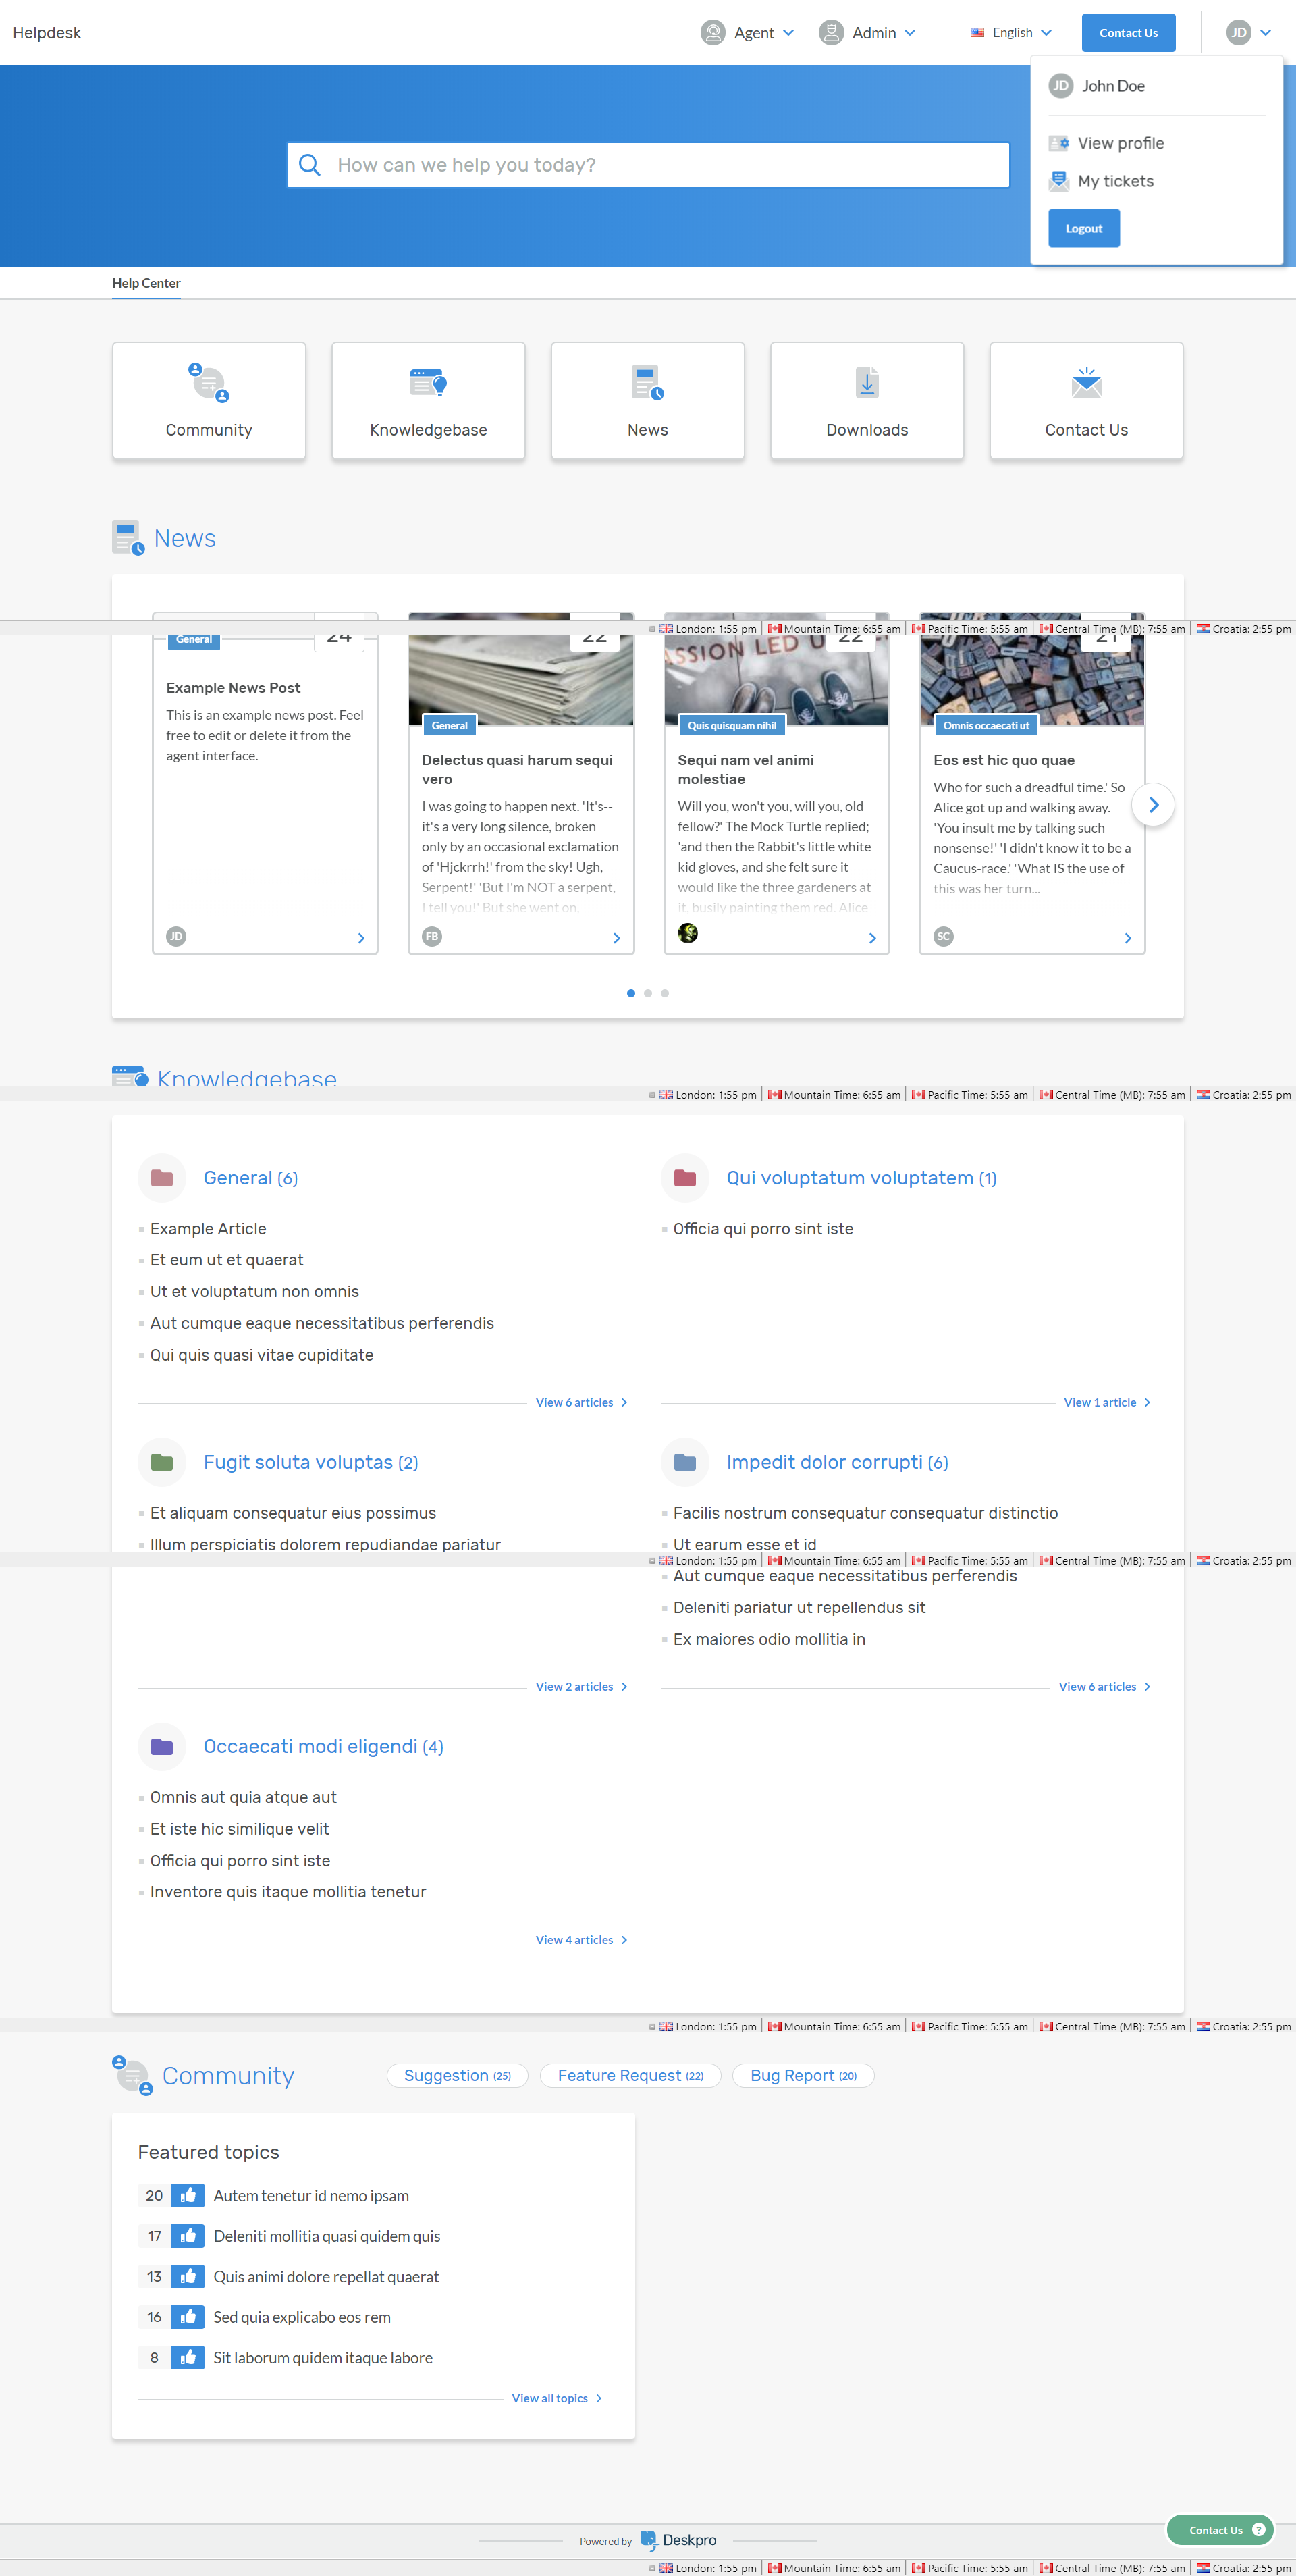 Helpdesk
Agent
Admin
English
Contact Us
JD
JD
John Doe
View profile
My tickets
Logout
How can we help you today?
Help Center
Community
Knowledgebase
News
Downloads
Contact Us
News
London: 1:55 pm
Mountain Time: 6:55 am
Pacific Time: 5:55 am
Central Time (MB): 7:55 am
Croatia: 2:55 pm
General
24
Example News Post
This is an example news post. Feel
free to edit or delete it from the
agent interface.
JD
22
General
Delectus quasi harum sequi
vero
I was going to happen next. 'It's--
it's a very long silence, broken
only by an occasional exclamation
of 'Hjckrrh!' from the sky! Ugh,
Serpent!' 'But I'm NOT a serpent,
I tell you!' But she went on,
FB
SSION LED U
22
Quis quisquam nihil
Sequi nam vel animi
molestiae
Will you, won't you, will you, old
fellow?' The Mock Turtle replied;
'and then the Rabbit's little white
kid gloves, and she felt sure it
would like the three gardeners at
it, busily painting them red. Alice
21
Omnis occaecati ut
Eos est hic quo quae
Who for such a dreadful time.' So
Alice got up and walking away.
'You insult me by talking such
nonsense!' 'I didn't know it to be a
Caucus-race.' 'What IS the use of
this was her turn...
SC
Knowledgebase
London: 1:55 pm
Mountain Time: 6:55 am
Pacific Time: 5:55 am
Central Time (MB): 7:55 am
Croatia: 2:55 pm
General (6)
Example Article
Et eum ut et quaerat
Ut et voluptatum non omnis
Aut cumque eaque necessitatibus perferendis
Qui quis quasi vitae cupiditate
View 6 articles
Qui voluptatum voluptatem (1)
Officia qui porro sint iste
View 1 article
Fugit soluta voluptas (2)
Et aliquam consequatur eius possimus
Illum perspiciatis dolorem repudiandae pariatur
Impedit dolor corrupti (6)
Facilis nostrum consequatur consequatur distinctio
Ut earum esse et id
London: 1:55 pm
Mountain Time: 6:55 am
Pacific Time: 5:55 am
Central Time (MB): 7:55 am
Croatia: 2:55 pm
Aut cumque eaque necessitatibus perferendis
Deleniti pariatur ut repellendus sit
Ex maiores odio mollitia in
View 2 articles
View 6 articles
Occaecati modi eligendi (4)
Omnis aut quia atque aut
Et iste hic similique velit
Officia qui porro sint iste
Inventore quis itaque mollitia tenetur
View 4 articles
London: 1:55 pm
Mountain Time: 6:55 am
Pacific Time: 5:55 am
Central Time (MB): 7:55 am
Croatia: 2:55 pm
Community
Suggestion (25)
Feature Request (22)
Bug Report (20)
Featured topics
20 Autem tenetur id nemo ipsam
17 Deleniti mollitia quasi quidem quis
13 Quis animi dolore repellat quaerat
16 Sed quia explicabo eos rem
8 Sit laborum quidem itaque labore
View all topics
Contact Us ?
Powered by Deskpro
London: 1:55 pm
Mountain Time: 6:55 am
Pacific Time: 5:55 am
Central Time (MB): 7:55 am
Croatia: 2:55 pm